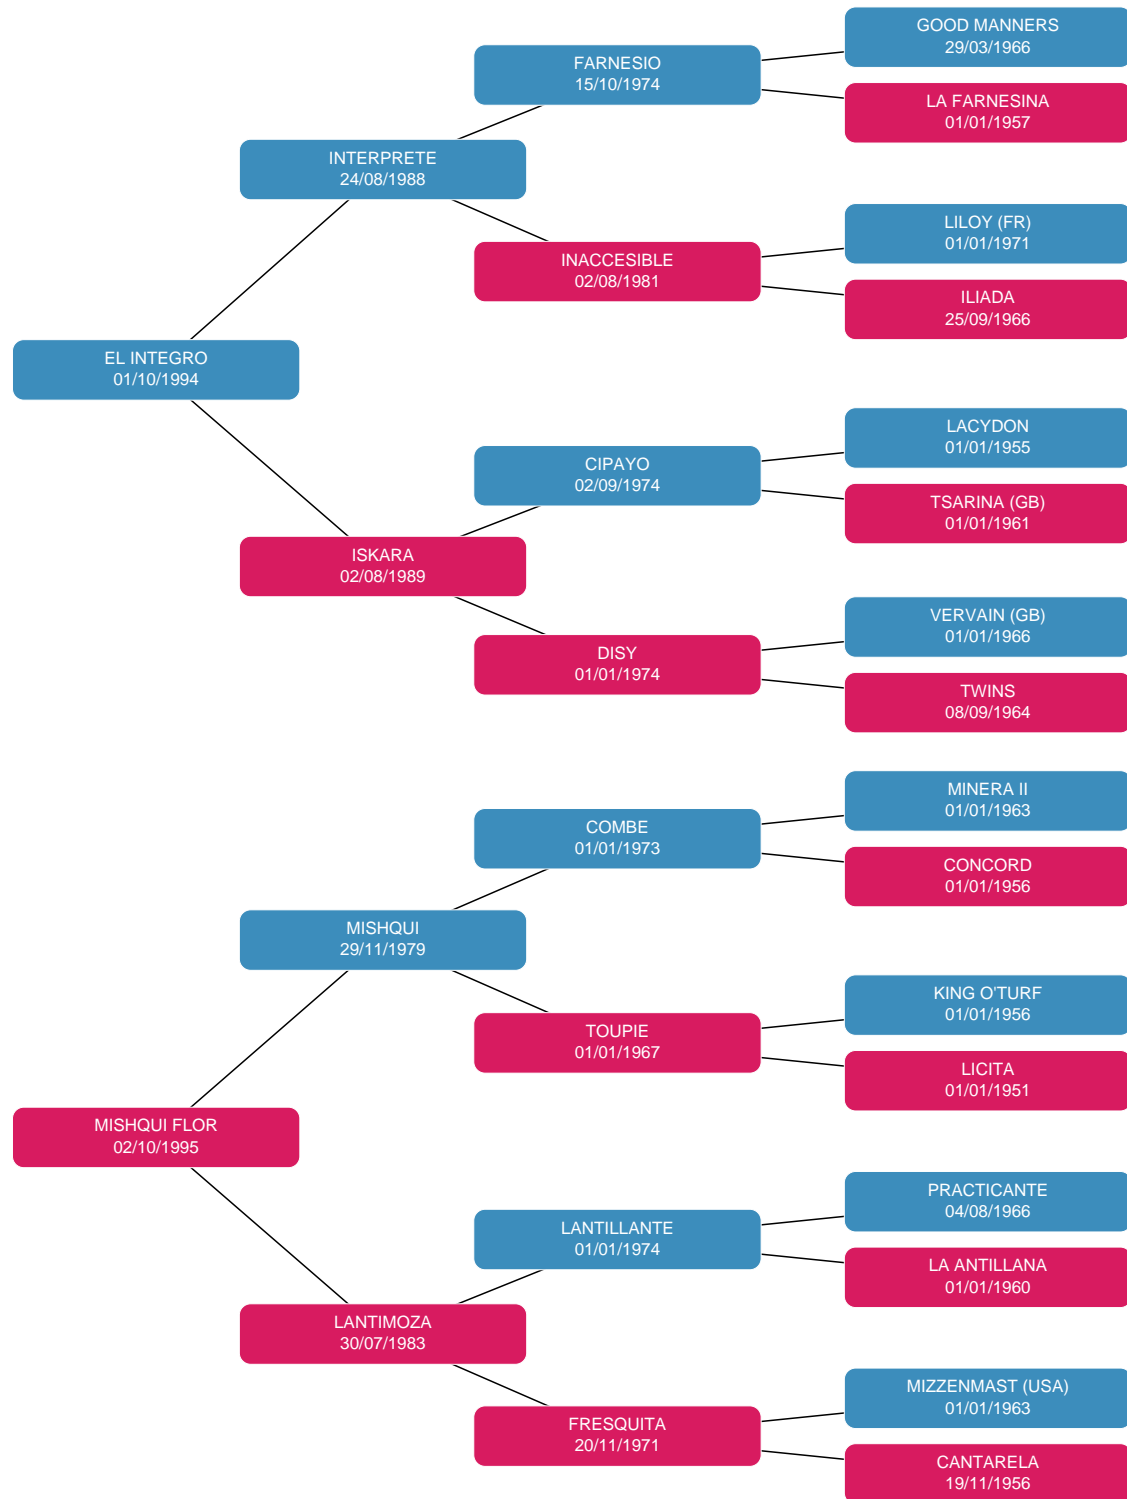 GOOD MANNERS
29/03/1966
FARNESIO
15/10/1974
LA FARNESINA
01/01/1957
INTERPRETE
24/08/1988
LILOY (FR)
01/01/1971
INACCESIBLE
02/08/1981
ILIADA
25/09/1966
EL INTEGRO
01/10/1994
LACYDON
01/01/1955
CIPAYO
02/09/1974
TSARINA (GB)
01/01/1961
ISKARA
02/08/1989
VERVAIN (GB)
01/01/1966
DISY
01/01/1974
TWINS
08/09/1964
MINERA II
01/01/1963
COMBE
01/01/1973
CONCORD
01/01/1956
MISHQUI
29/11/1979
KING O'TURF
01/01/1956
TOUPIE
01/01/1967
LICITA
01/01/1951
MISHQUI FLOR
02/10/1995
PRACTICANTE
04/08/1966
LANTILLANTE
01/01/1974
LA ANTILLANA
01/01/1960
LANTIMOZA
30/07/1983
MIZZENMAST (USA)
01/01/1963
FRESQUITA
20/11/1971
CANTARELA
19/11/1956